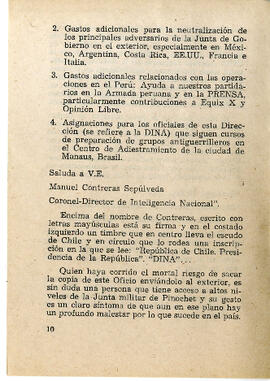 2. Gastos adicionales para la neutralización de
los principales adversarios de la Junta de Go-
bierno en el exterior, especialmente en Méxi-
co, Argentina, Costa Rica, EE.UU., Francia e
Italia.
3. Gastos adicionales relacionados con las opera-
ciones en el Perú: Ayuda a nuestros partida-
rios en la Armada peruana y en la PRENSA,
particularmente contribuciones a Equix X y
Opinión Libre.
4. Asignaciones para los oficiales de esta Direc-
ción (se refiere a la DINA) que siguen cursos
de preparación de grupos antiguerrilleros en
el Centro de Adiestramiento de la ciudad de
Manaus, Brasil.
Saluda a V.E.
Manuel Contreras Sepúlveda
Coronel-Director de Inteligencia Nacional".
Encima del nombre de Contreras, escrito con
letras mayúsculas está su firma y en el costado
izquierdo un timbre que en centro lleva el escudo
de Chile y en círculo que lo rodea una inscrip-
ción en la que se lee: "República de Chile. Presi-
dencia de la República". "DINA"...
Quien haya corrido el mortal riesgo de sacar
la copia de este Oficio enviándolo al exterior, es
sin duda una persona que tiene acceso a altos ni-
veles de la Junta militar de Pinochet y su gesto
es un claro síntoma de que aun en ese plano hay
un profundo malestar por lo que sucede en el país.
10